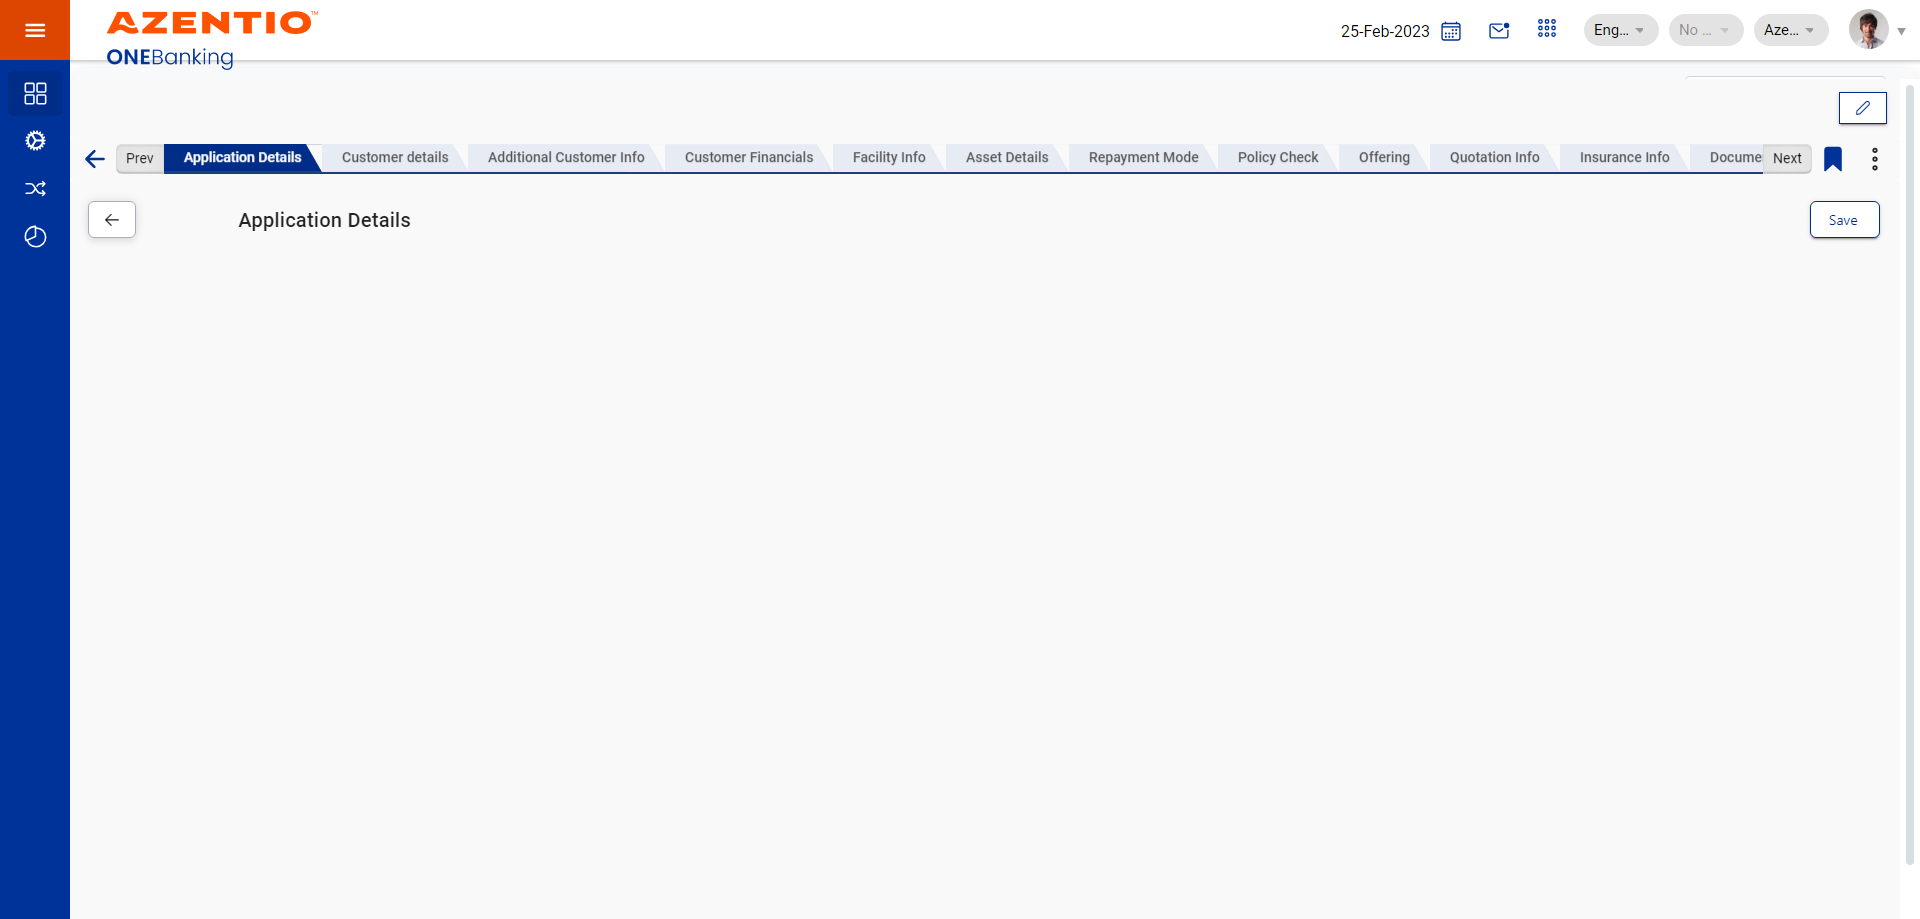 AZENTIO™
ONEBanking
25-Feb-2023
Eng...
No ...
Aze...
Prev
Application Details
Customer details
Additional Customer Info
Customer Financials
Facility Info
Asset Details
Repayment Mode
Policy Check
Offering
Quotation Info
Insurance Info
Docume
Next
Application Details
Save